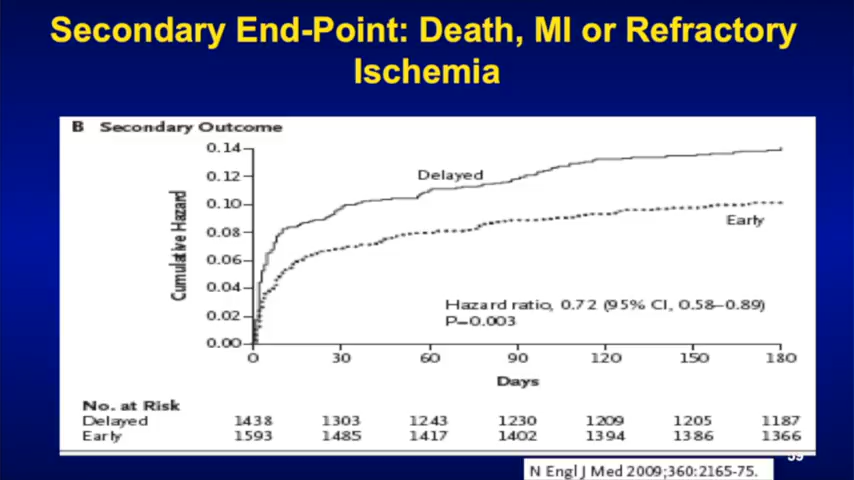 Secondary End-Point: Death, MI or Refractory
Ischemia
B Secondary Outcome
0.14
0.12
0.10
0.08
0.06
0.04
0.02
0.00
Cumulative Hazard
Delayed
Early
Hazard ratio, 0.72 (95% CI, 0.58–0.89)
P=0.003
0 30 60 90 120 150 180
Days
No. at Risk
Delayed 1438 1303 1243 1230 1209 1205 1187
Early 1593 1485 1417 1402 1394 1386 1366
59
N Engl J Med 2009;360:2165-75.